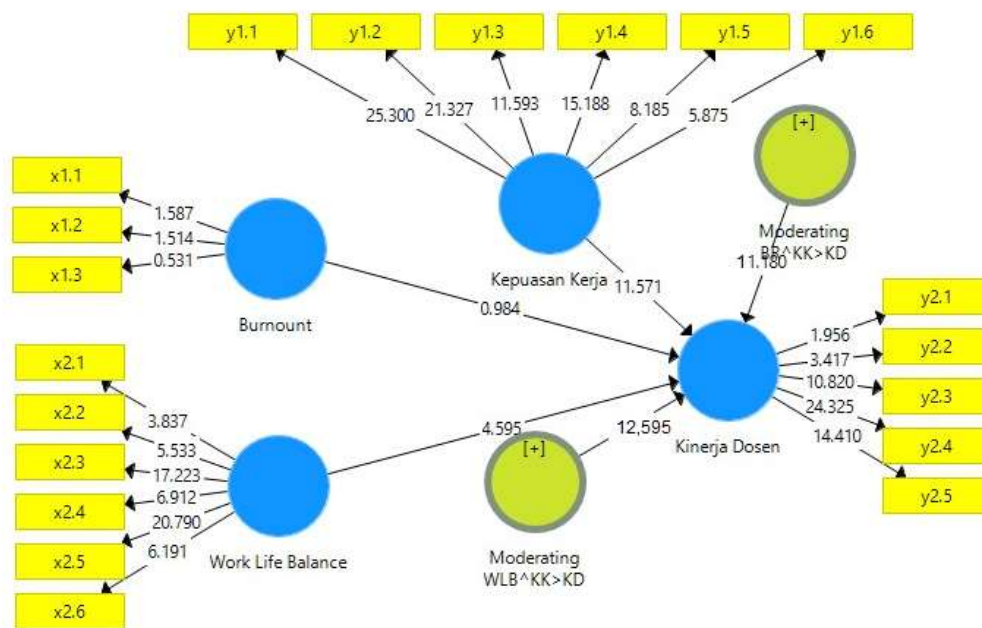 y1.1
y1.2
y1.3
y1.4
y1.5
y1.6
25.300
21.327
11.593
15.188
8.185
5.875
[+]
Moderating
BR^KK>KD
11.180
x1.1
x1.2
x1.3
1.587
1.514
0.531
Burnount
Kepuasan Kerja
11.571
0.984
y2.1
y2.2
y2.3
y2.4
y2.5
1.956
3.417
10.820
24.325
14.410
Kinerja Dosen
x2.1
x2.2
x2.3
x2.4
x2.5
x2.6
3.837
5.533
17.223
6.912
20.790
6.191
Work Life Balance
4.595
12,595
[+]
Moderating
WLB^KK>KD